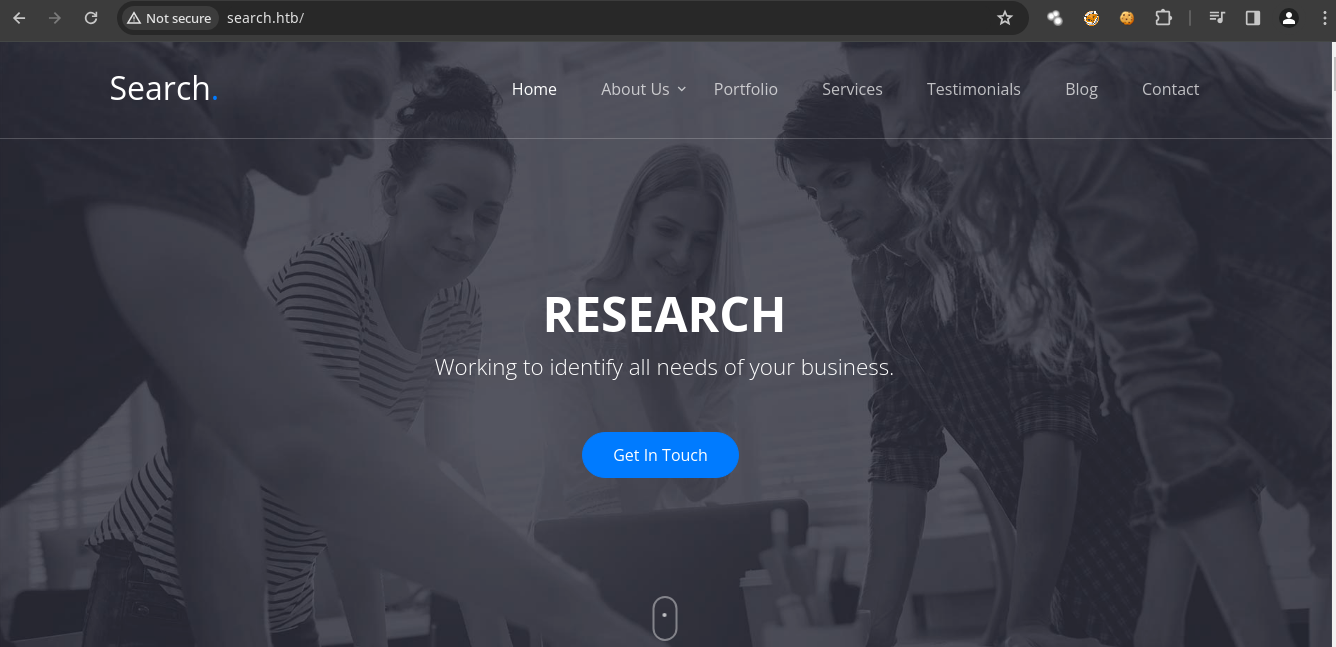 Not secure search.htb/
Search.
Home About Us Portfolio Services Testimonials Blog Contact
RESEARCH
Working to identify all needs of your business.
Get In Touch